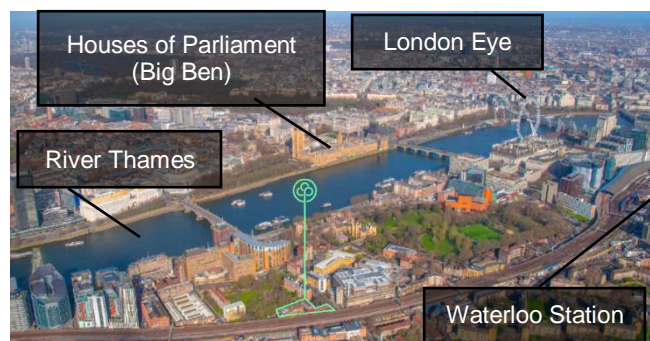 Houses of Parliament
(Big Ben)
London Eye
River Thames
Waterloo Station